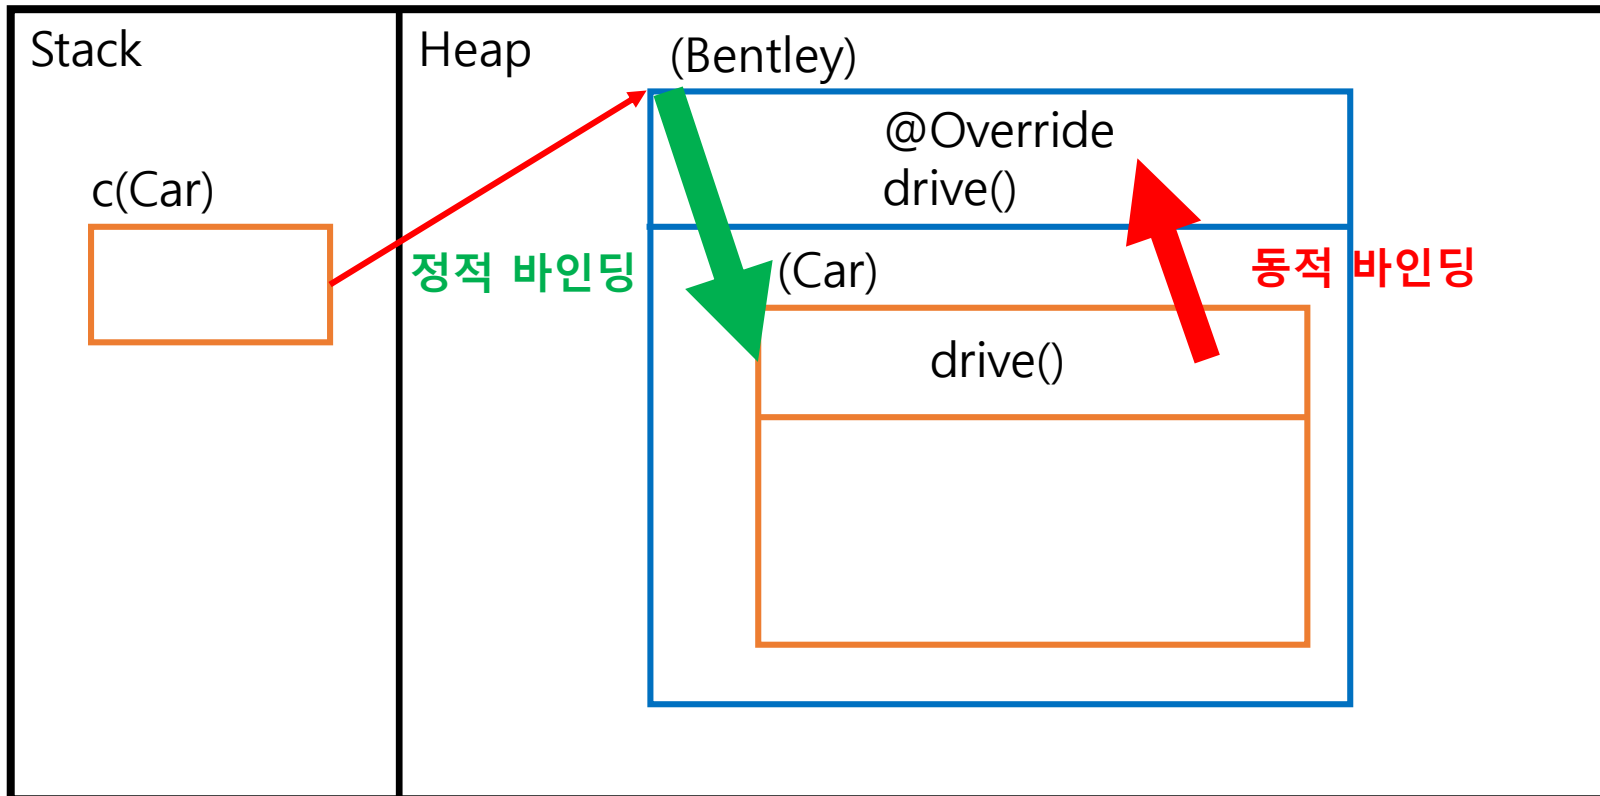 Stack
Heap
(Bentley)
@Override
drive()
c(Car)
정적 바인딩
(Car)
동적 바인딩
drive()